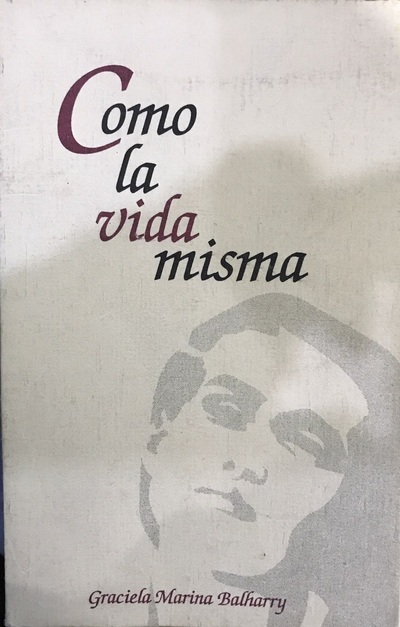 Como
la
vida
misma
Graciela Marina Balharry